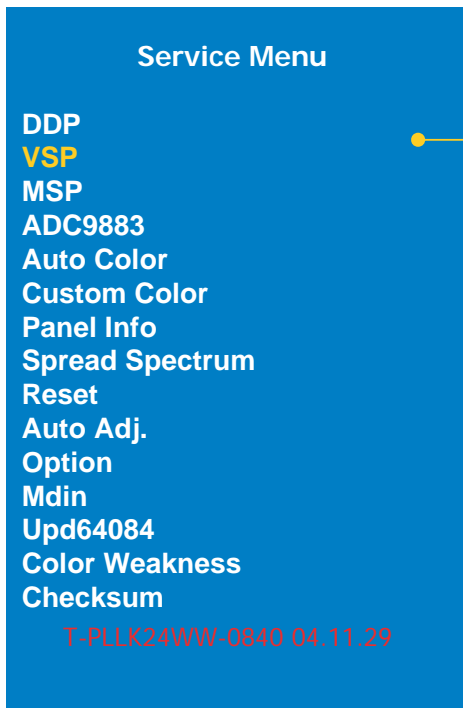 Service Menu
DDP
VSP
MSP
ADC9883
Auto Color
Custom Color
Panel Info
Spread Spectrum
Reset
Auto Adj.
Option
Mdin
Upd64084
Color Weakness
Checksum
T-PLLK24WW-0840 04.11.29